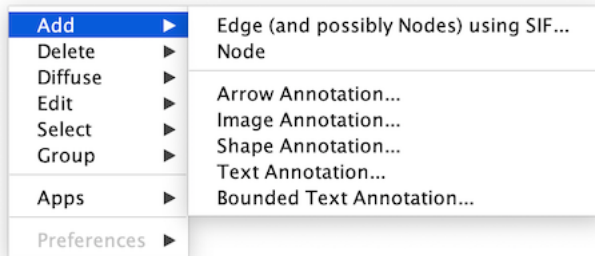 Add
Delete
Diffuse
Edit
Select
Group
Apps
Preferences
Edge (and possibly Nodes) using SIF...
Node
Arrow Annotation...
Image Annotation...
Shape Annotation...
Text Annotation...
Bounded Text Annotation...